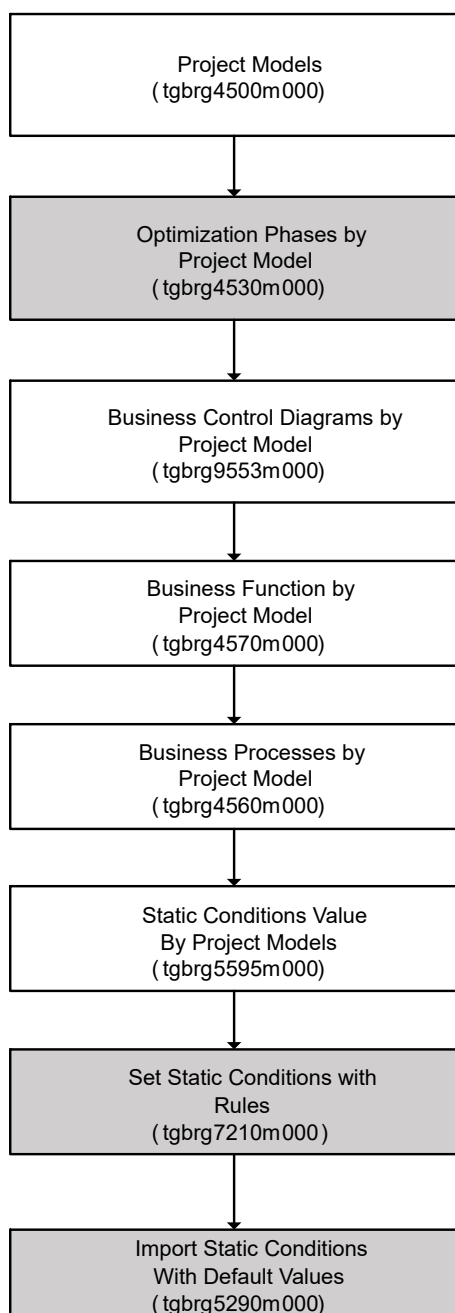 Project Models
(tgbrg4500m000)
Optimization Phases by
Project Model
(tgbrg4530m000)
Business Control Diagrams by
Project Model
(tgbrg9553m000)
Business Function by
Project Model
(tgbrg4570m000)
Business Processes by
Project Model
(tgbrg4560m000)
Static Conditions Value
By Project Models
(tgbrg5595m000)
Set Static Conditions with
Rules
(tgbrg7210m000)
Import Static Conditions
With Default Values
(tgbrg5290m000)